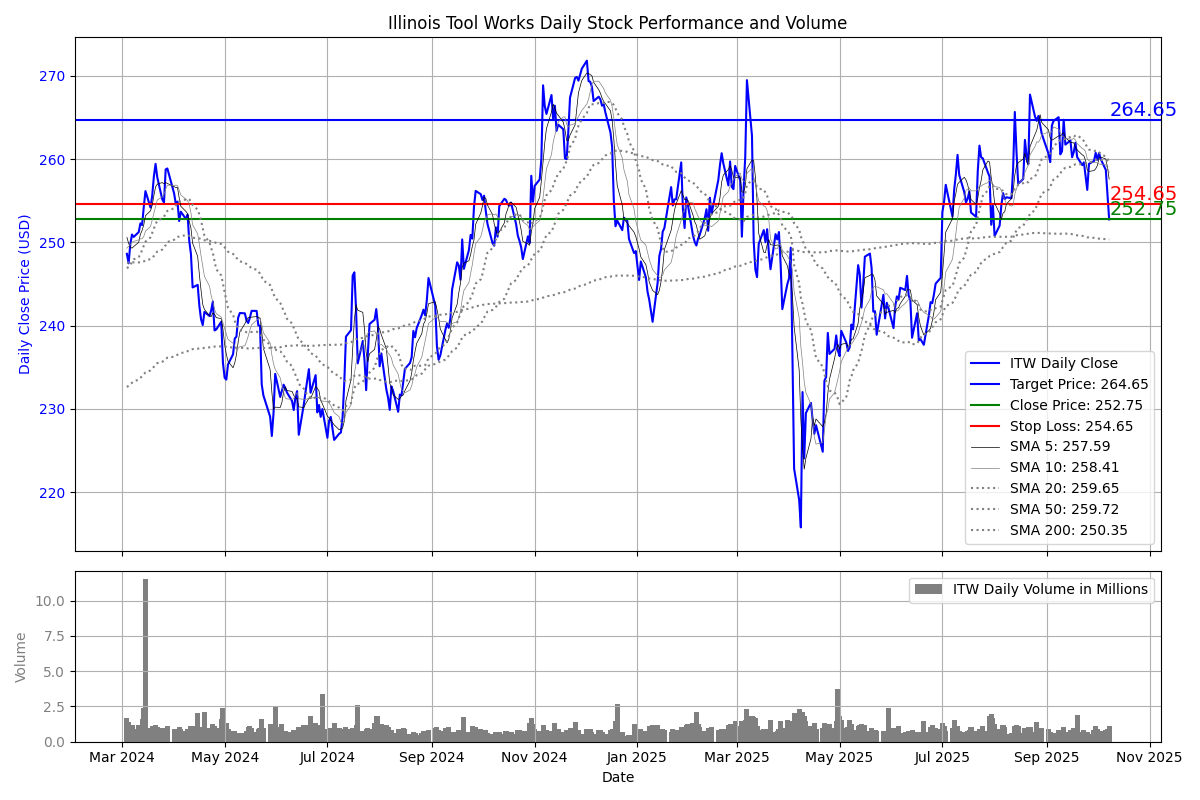 Illinois Tool Works Daily Stock Performance and Volume
Daily Close Price (USD)
270
260
250
240
230
220
264.65
254.65
252.75
ITW Daily Close
Target Price: 264.65
Close Price: 252.75
Stop Loss: 254.65
SMA 5: 257.59
SMA 10: 258.41
SMA 20: 259.65
SMA 50: 259.72
SMA 200: 250.35
Volume
10.0
7.5
5.0
2.5
0.0
ITW Daily Volume in Millions
Mar 2024 May 2024 Jul 2024 Sep 2024 Nov 2024 Jan 2025 Mar 2025 May 2025 Jul 2025 Sep 2025 Nov 2025
Date